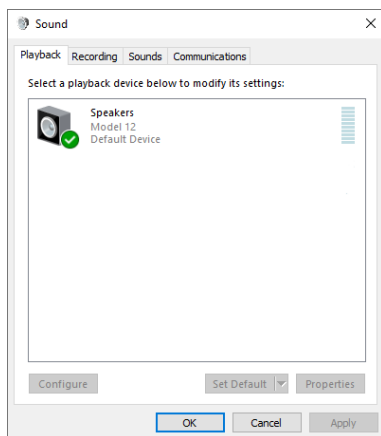 Sound
Playback Recording Sounds Communications
Select a playback device below to modify its settings:
Speakers
Model 12
Default Device
Configure Set Default Properties
OK Cancel Apply